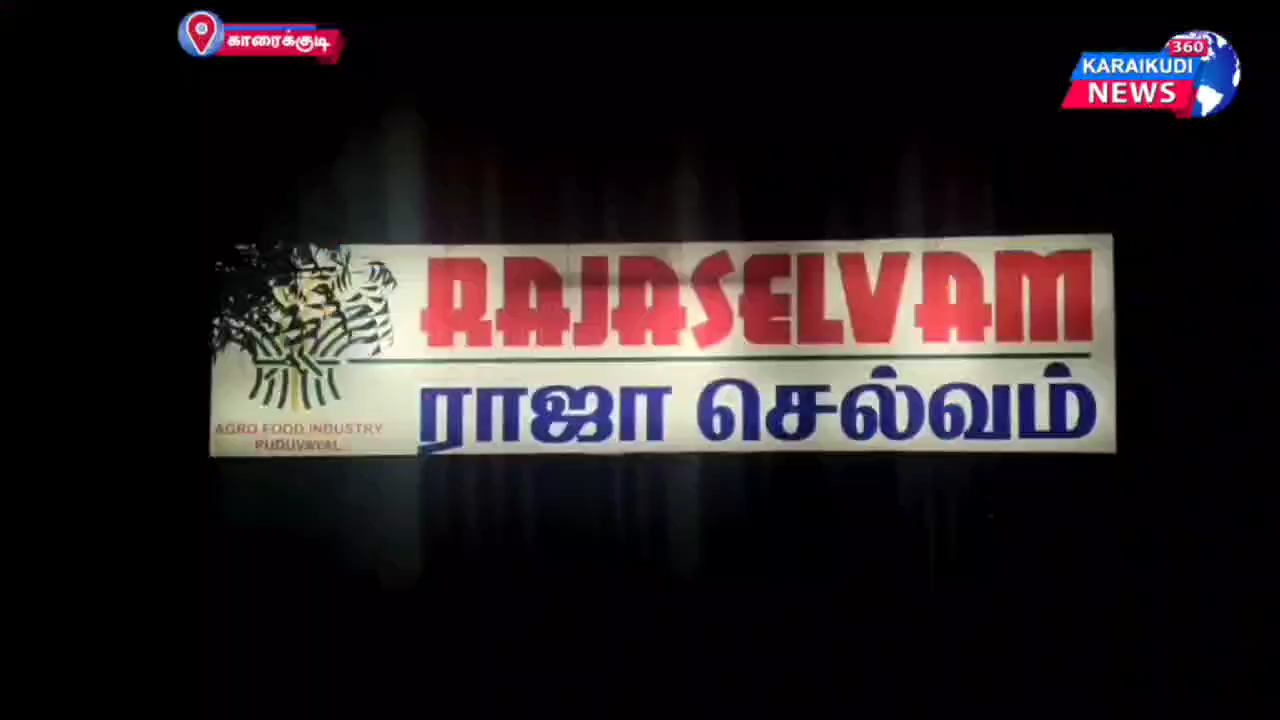 காரைக்குடி
360
KARAIKUDI
NEWS
RAJASELVAM
ராஜா செல்வம்
AGRO FOOD INDUSTRY
PUDUVAYAL